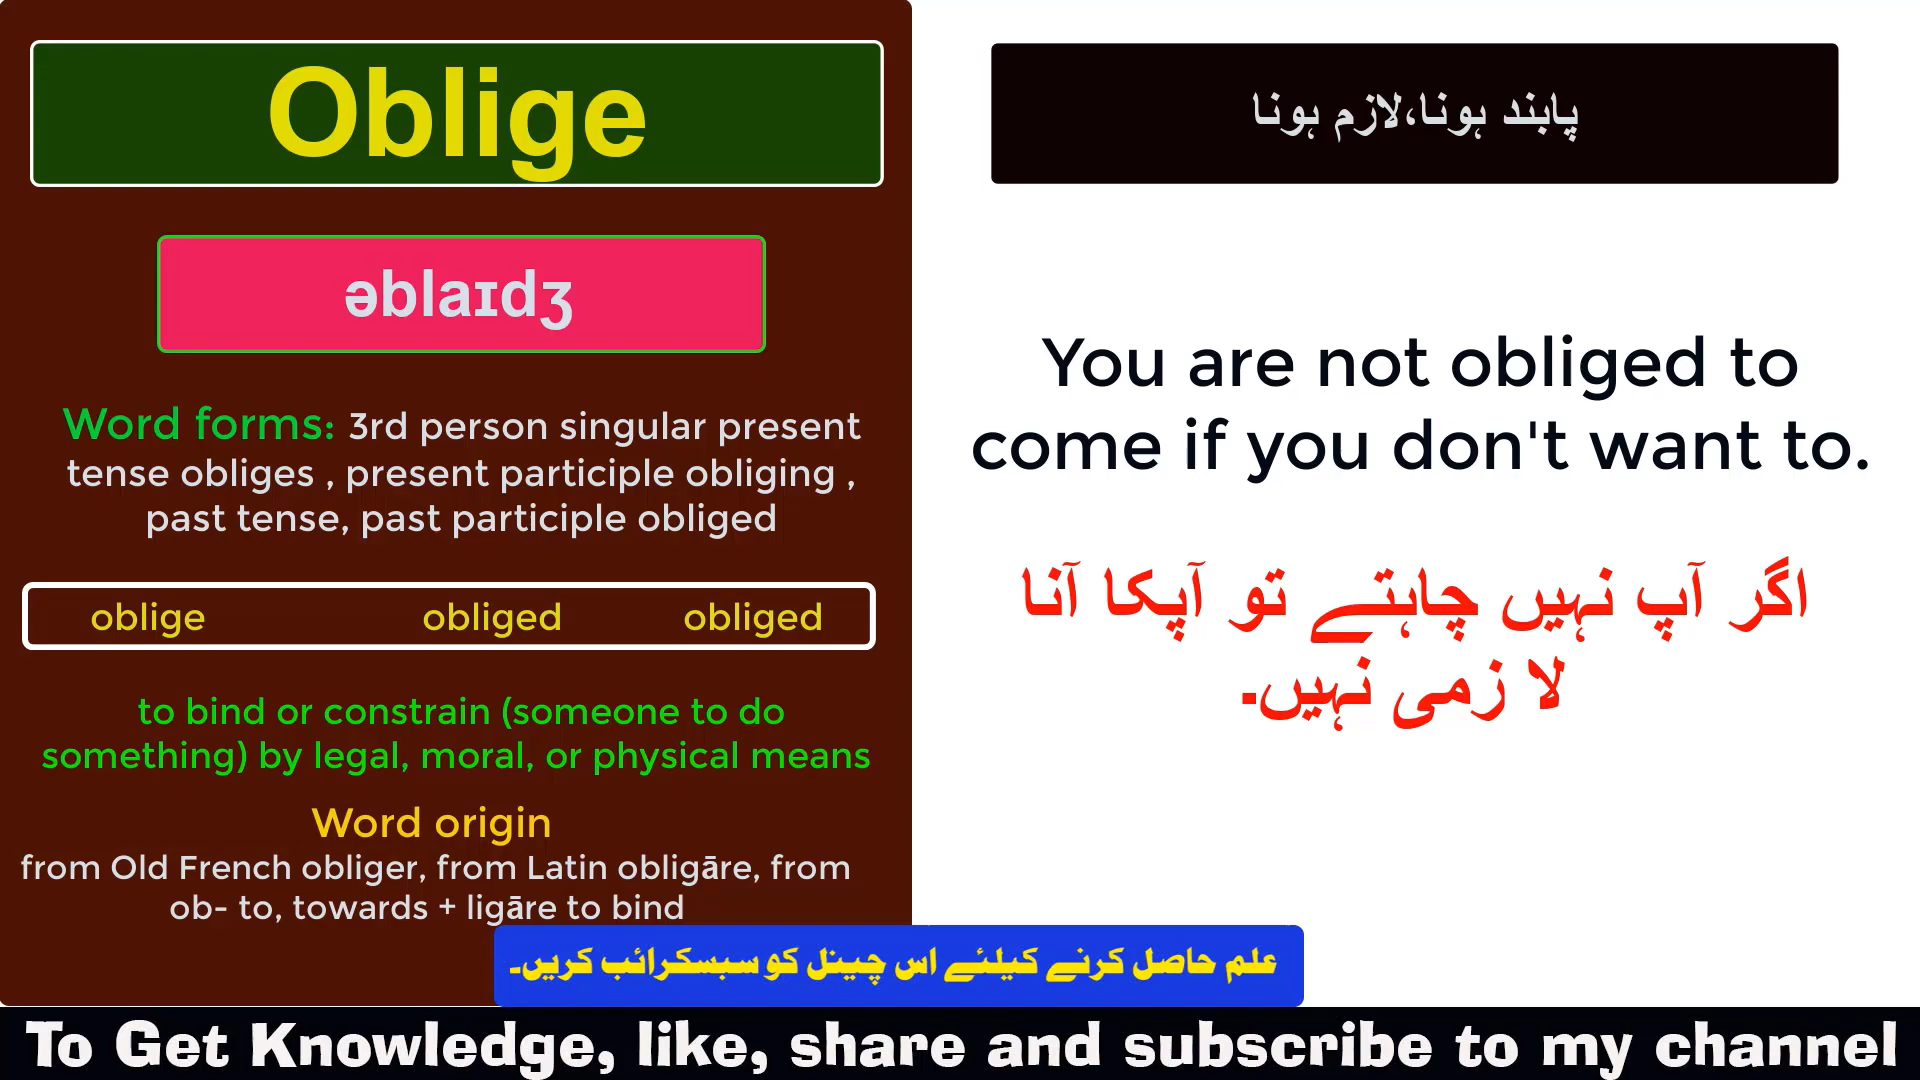 Oblige
əblaɪdʒ
Word forms: 3rd person singular present
tense obliges , present participle obliging ,
past tense, past participle obliged
oblige obliged obliged
to bind or constrain (someone to do
something) by legal, moral, or physical means
Word origin
from Old French obliger, from Latin obligāre, from
ob- to, towards + ligāre to bind
پابند ہونا،لازم ہونا
You are not obliged to
come if you don't want to.
اگر آپ نہیں چاہتے تو آپکا آنا
لا زمی نہیں۔
علم حاصل کرنے کیلئے اس چینل کو سبسکرائب کریں۔
To Get Knowledge, like, share and subscribe to my channel